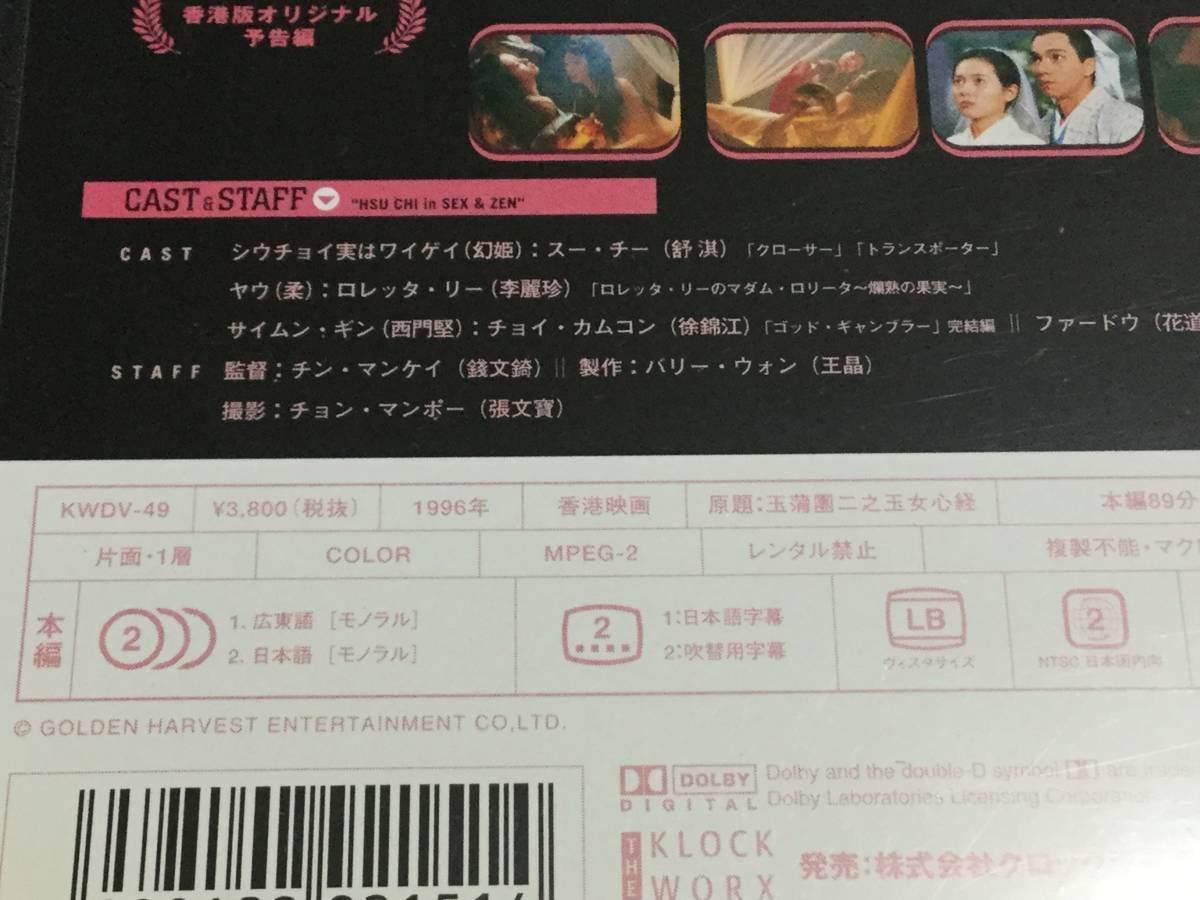 香港版オリジナル
予告編
CAST & STAFF "HSU CHI in SEX & ZEN"
CAST シウチョイ実はワイゲイ(幻姫)：スー・チー(舒淇)「クローサー」「トランスポーター」
ヤウ(柔)：ロレッタ・リー(李麗珍)「ロレッタ・リーのマダム・ロリータ〜爛熟の果実〜」
サイムン・ギン(西門堅)：チョイ・カムコン(徐錦江)「ゴッド・ギャンブラー」完結編 || ファードウ(花道
STAFF 監督：チン・マンケイ(錢文錡) || 製作：バリー・ウォン(王晶)
撮影：チョン・マンポー(張文寶)
KWDV-49 ¥3,800(税抜) 1996年 香港映画 原題：玉蒲團二之玉女心経 本編89分
片面・1層 COLOR MPEG-2 レンタル禁止 複製不能・マク
本編 2 1. 広東語 [モノラル] 2 1:日本語字幕 LB 2
2. 日本語 [モノラル] 2:吹替用字幕 ヴィスタサイズ NTSC 日本国内向
© GOLDEN HARVEST ENTERTAINMENT CO,LTD.
DOLBY DIGITAL Dolby and the double-D symbol are
Dolby Laboratories Licensing Corporation
THE KLOCK WORX 発売：株式会社クロッ